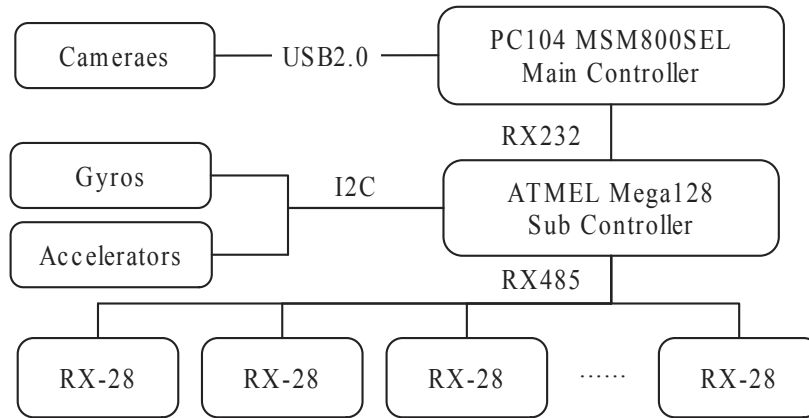 Cameraes
USB2.0
PC104 MSM800SEL
Main Controller
RX232
Gyros
Accelerators
I2C
ATMEL Mega128
Sub Controller
RX485
RX-28
RX-28
RX-28
......
RX-28